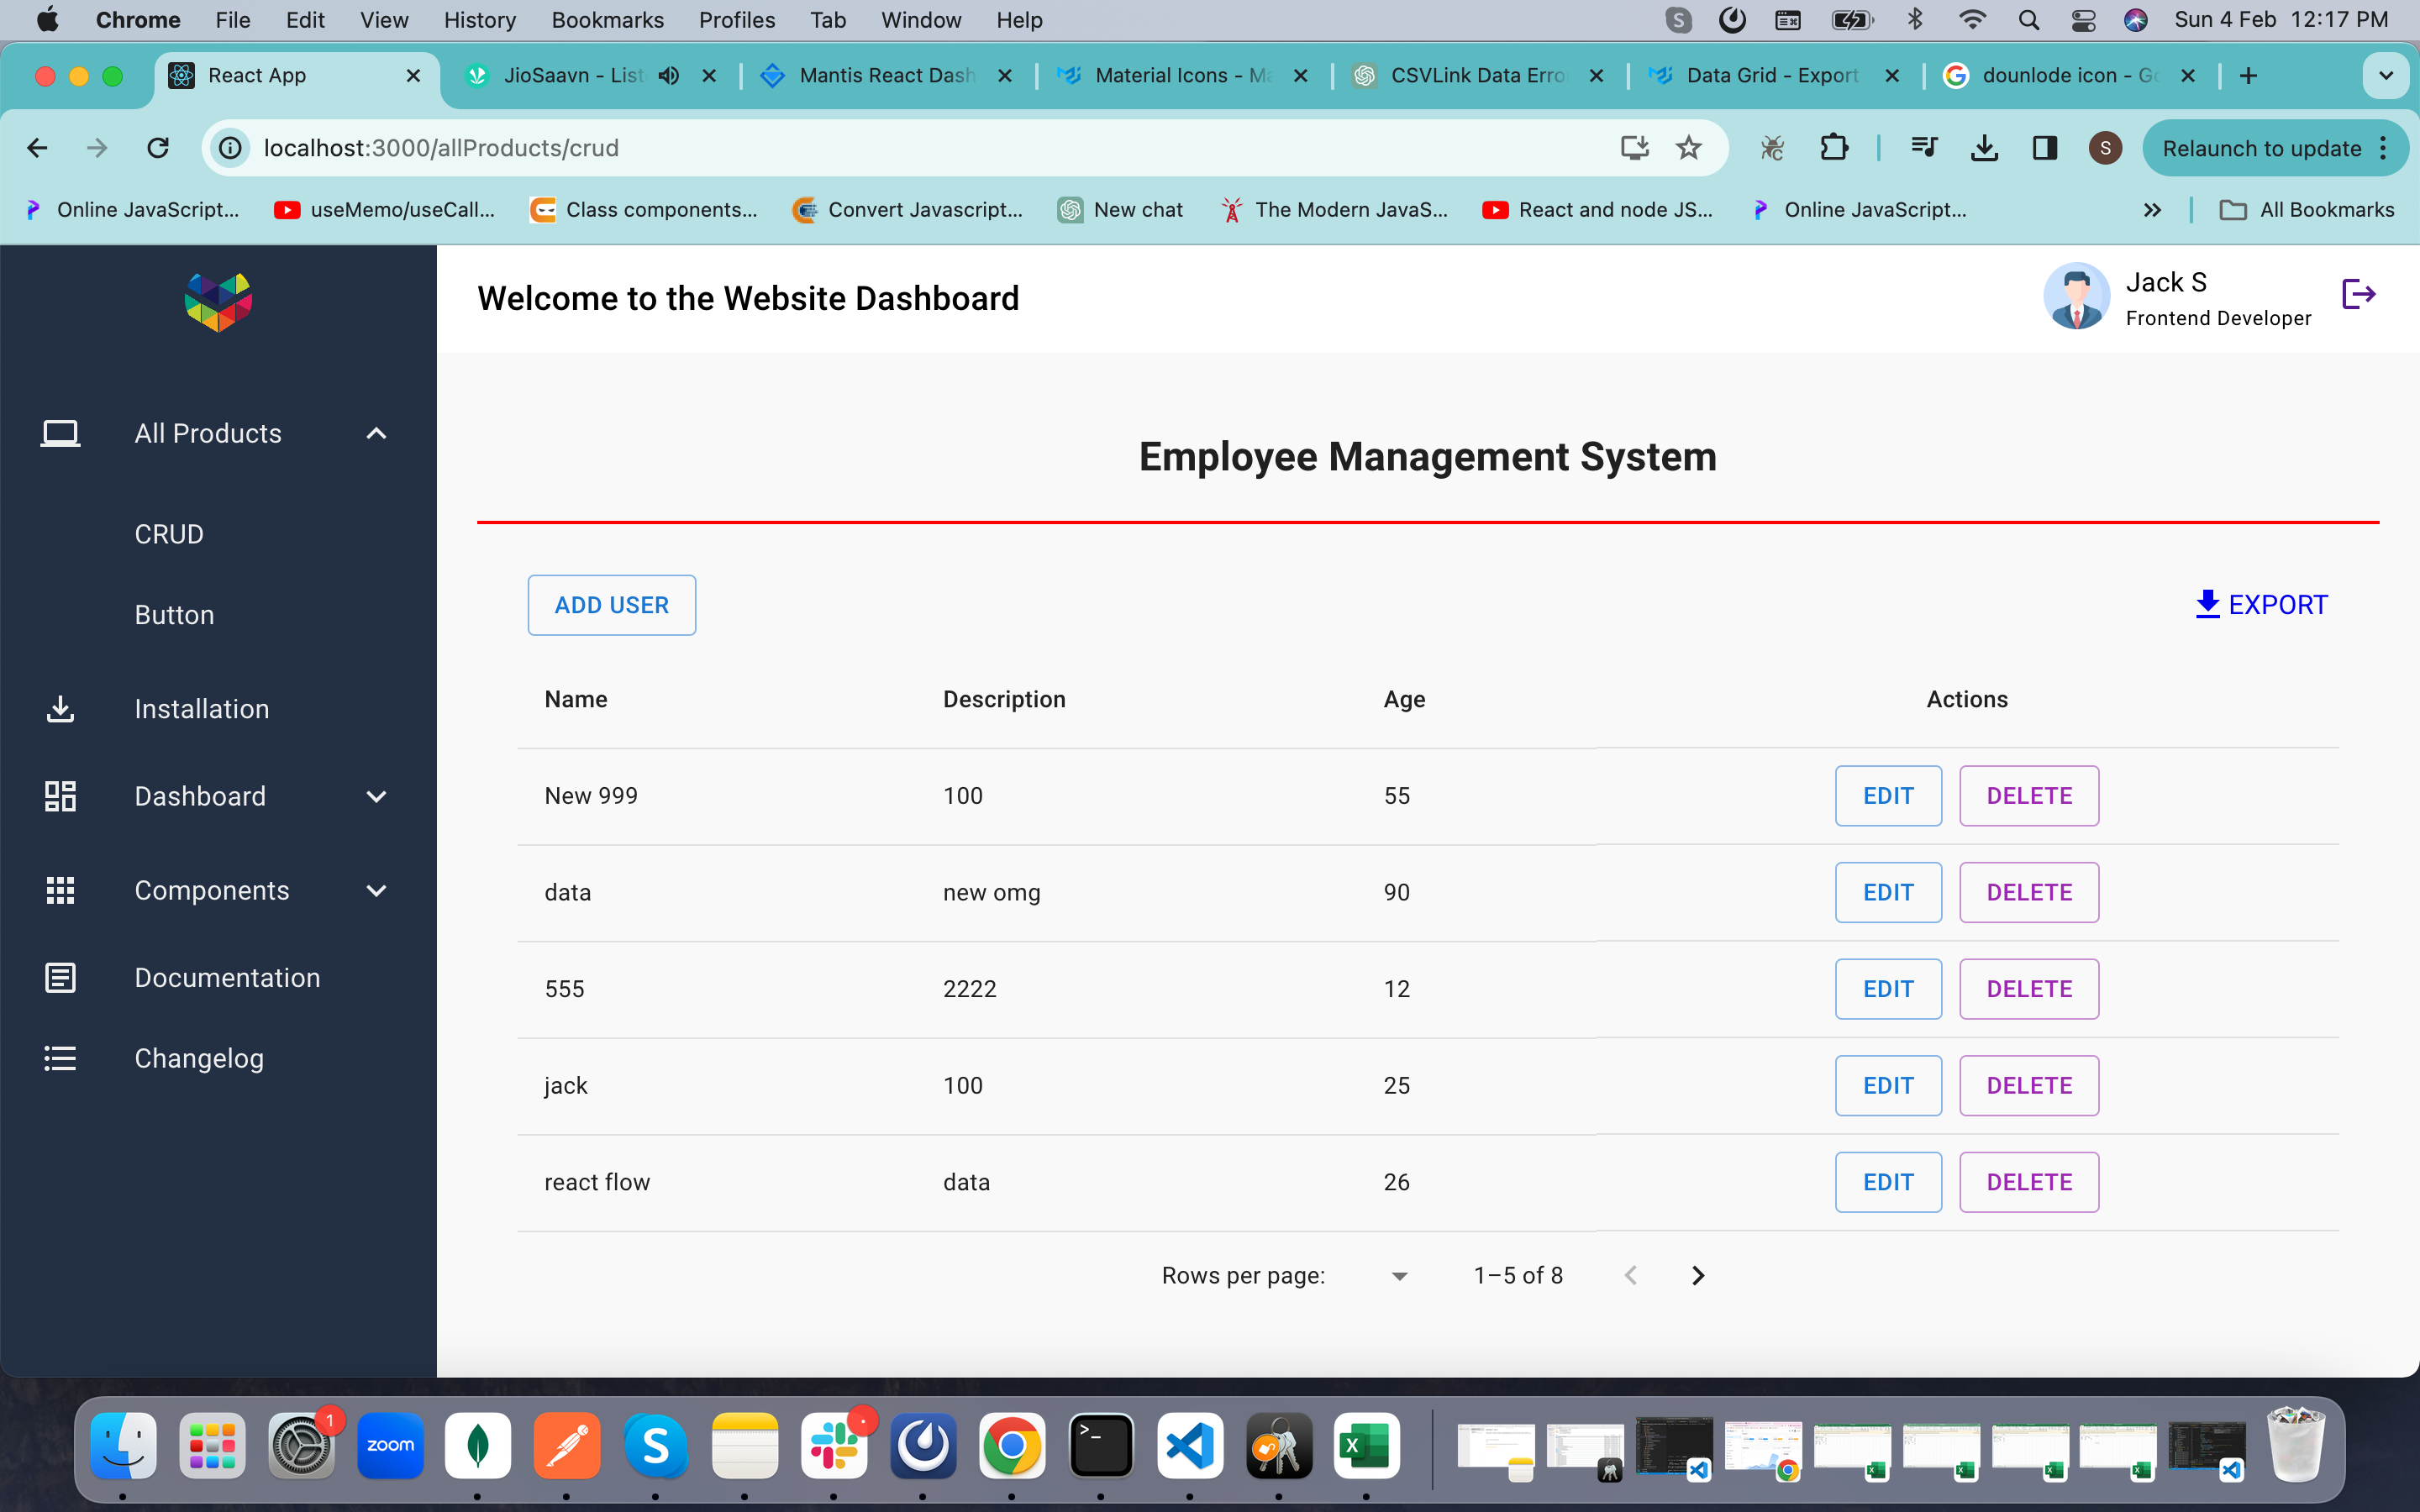 Chrome File Edit View History Bookmarks Profiles Tab Window Help Sun 4 Feb 12:17 PM
React App JioSaavn - List Mantis React Dash Material Icons - Ma CSVLink Data Erro Data Grid - Export dounlode icon - Go
localhost:3000/allProducts/crud S Relaunch to update
Online JavaScript... useMemo/useCall... Class components... Convert Javascript... New chat The Modern JavaS... React and node JS... Online JavaScript... All Bookmarks
Welcome to the Website Dashboard
Jack S
Frontend Developer
All Products
CRUD
Button
Installation
Dashboard
Components
Documentation
Changelog
Employee Management System
ADD USER EXPORT
Name Description Age Actions
New 999 100 55 EDIT DELETE
data new omg 90 EDIT DELETE
555 2222 12 EDIT DELETE
jack 100 25 EDIT DELETE
react flow data 26 EDIT DELETE
Rows per page: 1–5 of 8
1
zoom